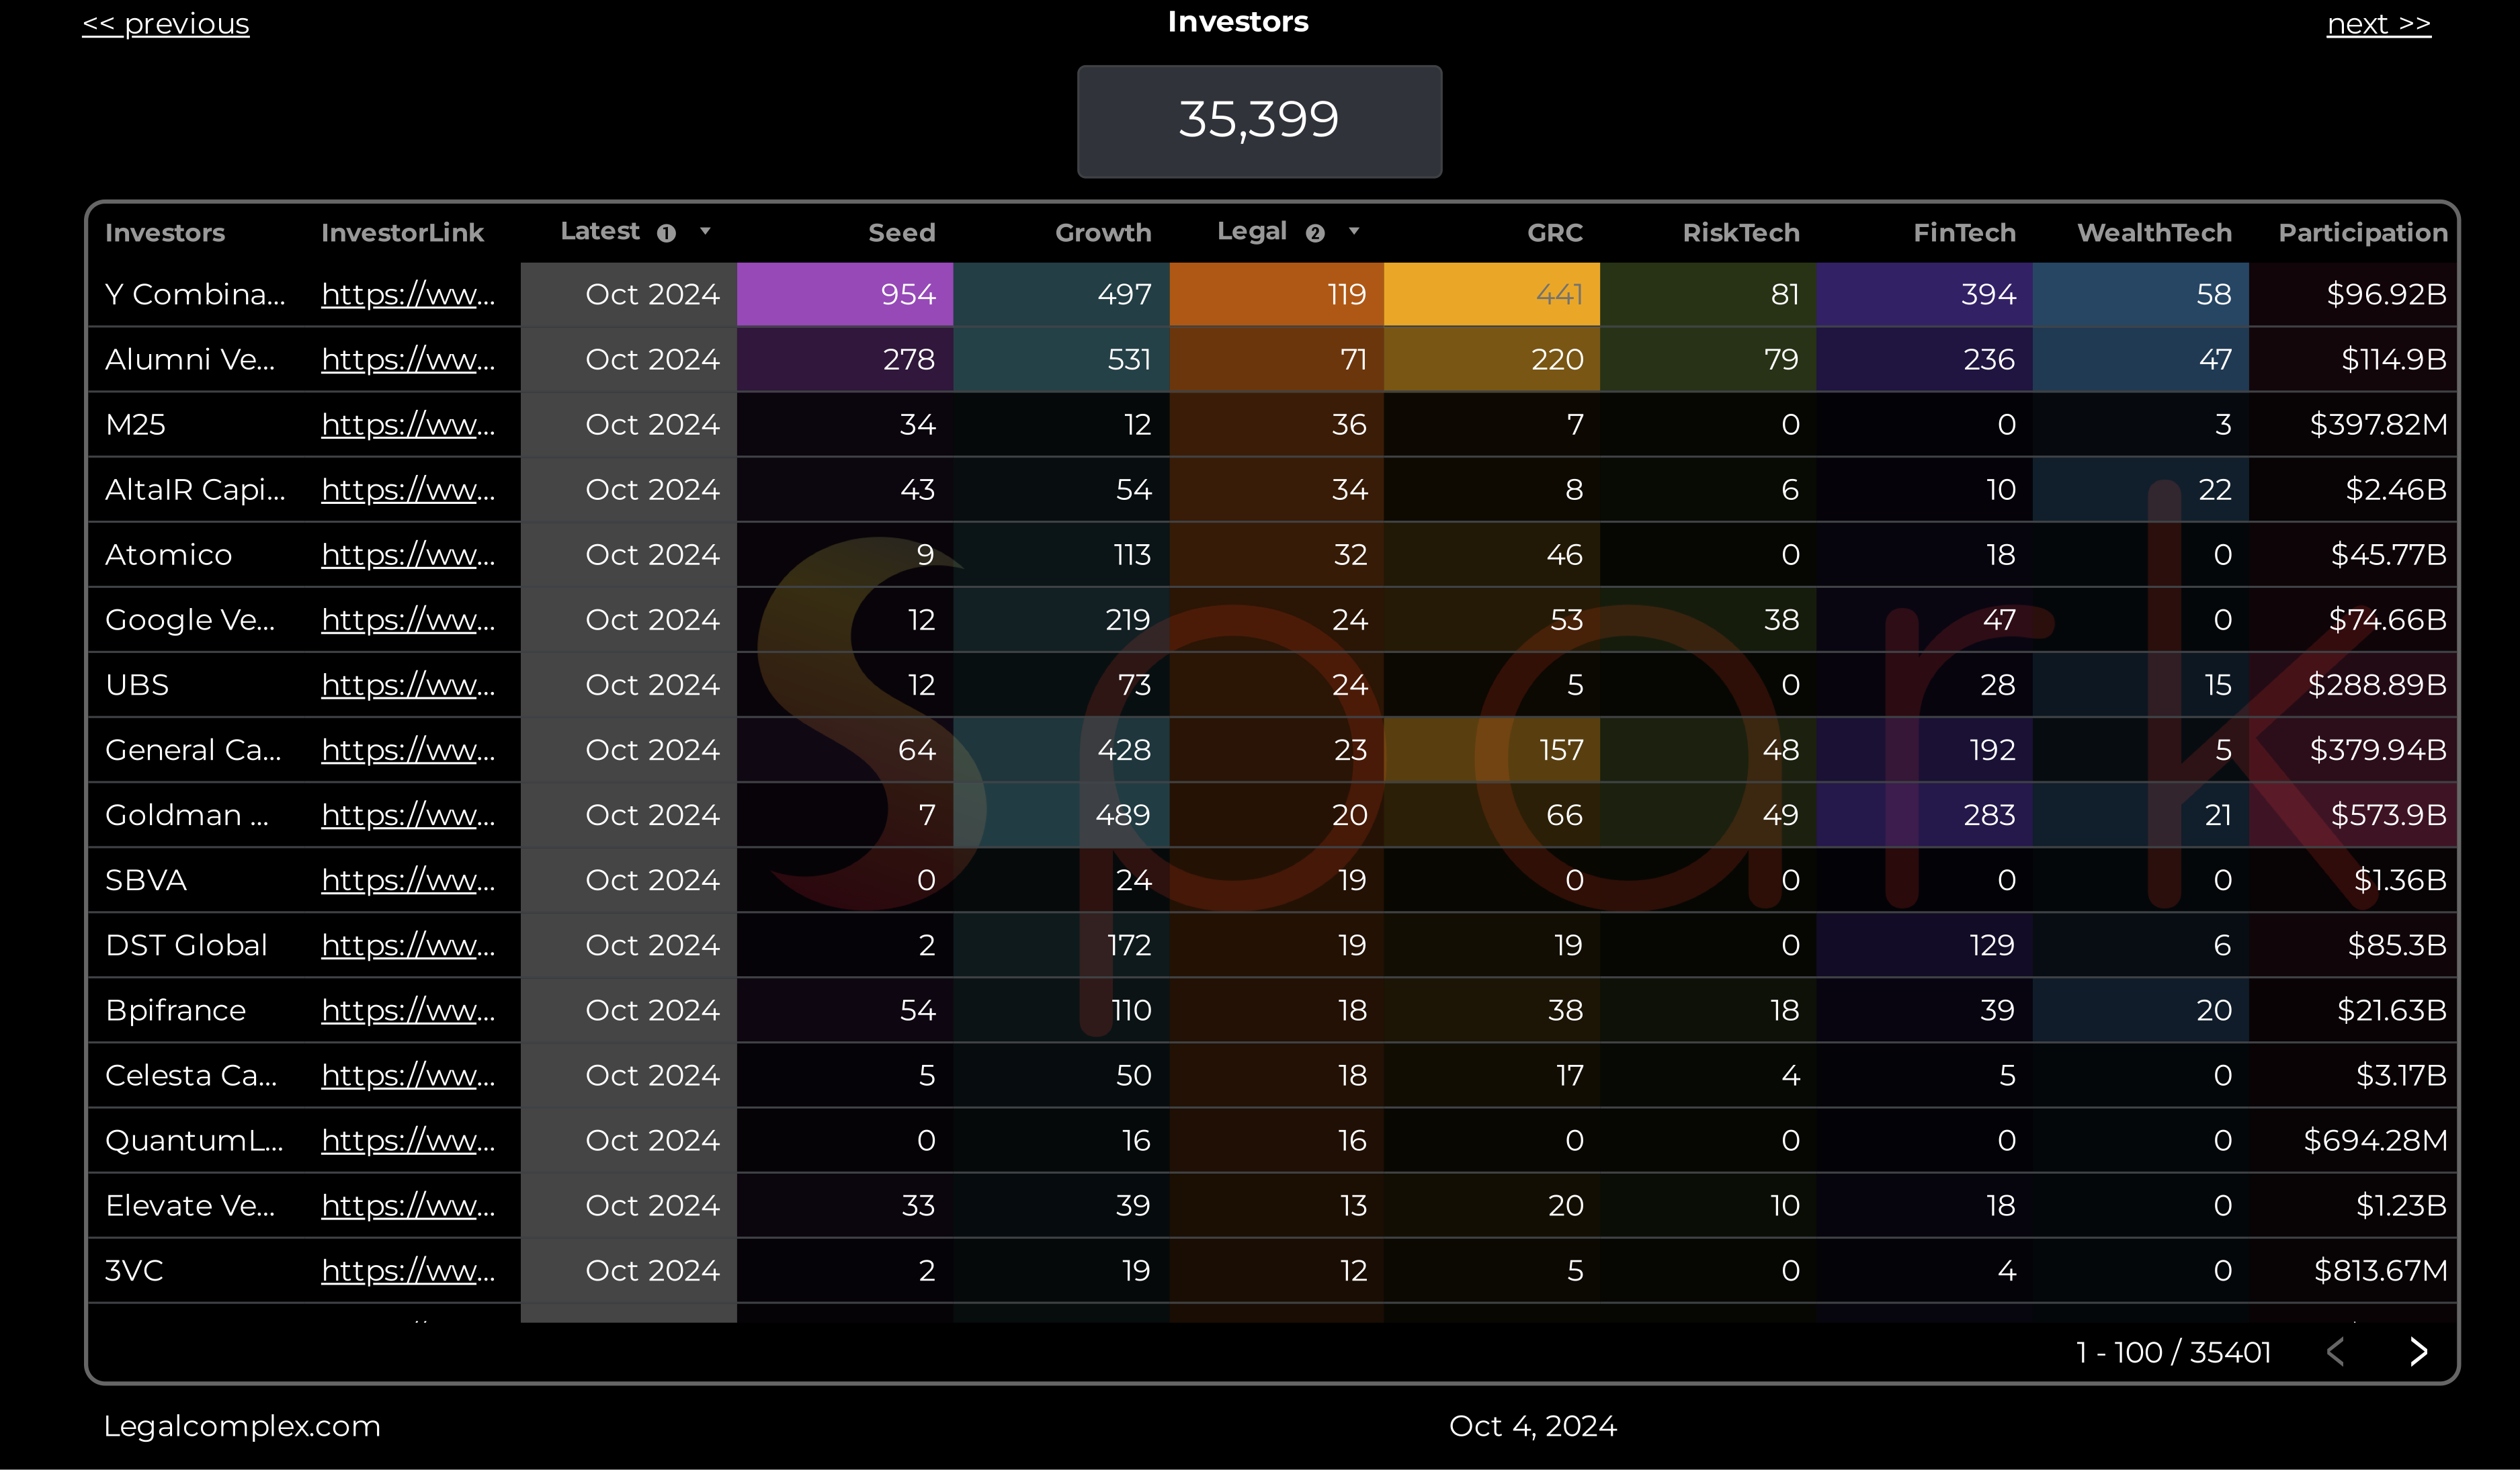 << previous Investors next >>
35,399
Investors InvestorLink Latest 1 Seed Growth Legal 2 GRC RiskTech FinTech WealthTech Participation
Y Combina... https://ww... Oct 2024 954 497 119 441 81 394 58 $96.92B
Alumni Ve... https://ww... Oct 2024 278 531 71 220 79 236 47 $114.9B
M25 https://ww... Oct 2024 34 12 36 7 0 0 3 $397.82M
AltaIR Capi... https://ww... Oct 2024 43 54 34 8 6 10 22 $2.46B
Atomico https://ww... Oct 2024 9 113 32 46 0 18 0 $45.77B
Google Ve... https://ww... Oct 2024 12 219 24 53 38 47 0 $74.66B
UBS https://ww... Oct 2024 12 73 24 5 0 28 15 $288.89B
General Ca... https://ww... Oct 2024 64 428 23 157 48 192 5 $379.94B
Goldman ... https://ww... Oct 2024 7 489 20 66 49 283 21 $573.9B
SBVA https://ww... Oct 2024 0 24 19 0 0 0 0 $1.36B
DST Global https://ww... Oct 2024 2 172 19 19 0 129 6 $85.3B
Bpifrance https://ww... Oct 2024 54 110 18 38 18 39 20 $21.63B
Celesta Ca... https://ww... Oct 2024 5 50 18 17 4 5 0 $3.17B
QuantumL... https://ww... Oct 2024 0 16 16 0 0 0 0 $694.28M
Elevate Ve... https://ww... Oct 2024 33 39 13 20 10 18 0 $1.23B
3VC https://ww... Oct 2024 2 19 12 5 0 4 0 $813.67M
Spark
1 - 100 / 35401 < >
Legalcomplex.com Oct 4, 2024